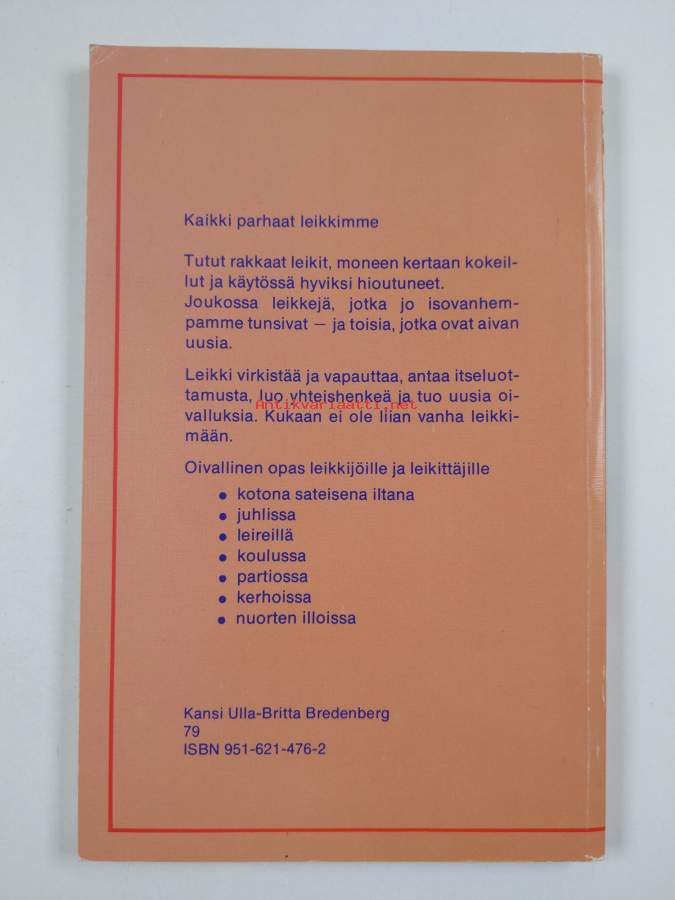 Kaikki parhaat leikkimme
Tutut rakkaat leikit, moneen kertaan kokeil-
lut ja käytössä hyviksi hioutuneet.
Joukossa leikkejä, jotka jo isovanhem-
pamme tunsivat — ja toisia, jotka ovat aivan
uusia.
Leikki virkistää ja vapauttaa, antaa itseluot-
tamusta, luo yhteishenkeä ja tuo uusia oi-
Antikvariaatti.net
valluksia. Kukaan ei ole liian vanha leikki-
mään.
Oivallinen opas leikkijöille ja leikittäjille
● kotona sateisena iltana
● juhlissa
● leireillä
● koulussa
● partiossa
● kerhoissa
● nuorten illoissa
Kansi Ulla-Britta Bredenberg
79
ISBN 951-621-476-2